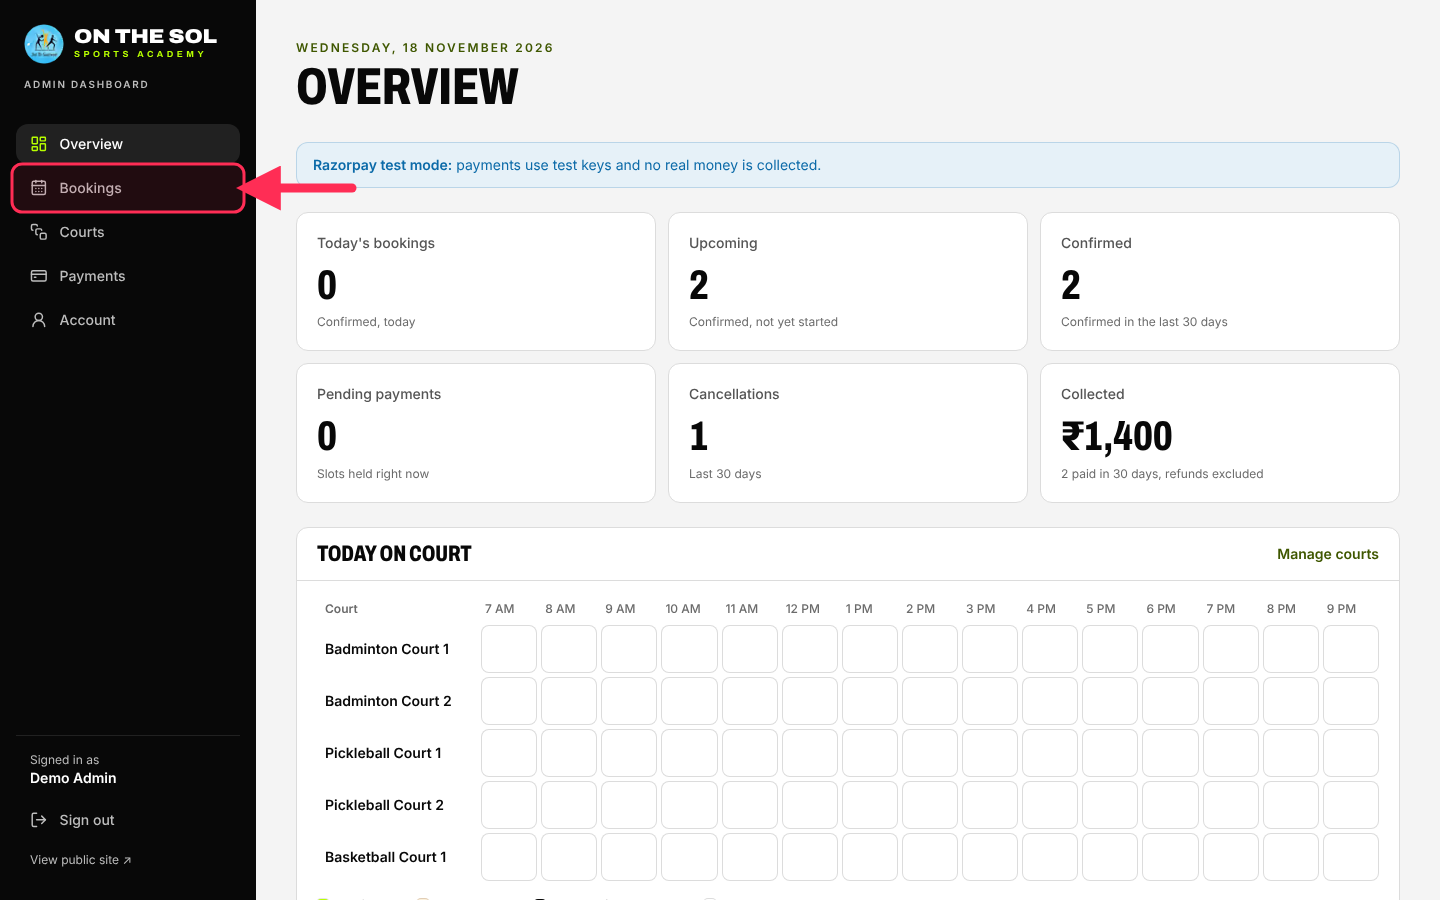 ON THE SOL
SPORTS ACADEMY
ADMIN DASHBOARD
Overview
Bookings
Courts
Payments
Account
Signed in as
Demo Admin
Sign out
View public site ↗
WEDNESDAY, 18 NOVEMBER 2026
OVERVIEW
Razorpay test mode: payments use test keys and no real money is collected.
Today's bookings
0
Confirmed, today
Upcoming
2
Confirmed, not yet started
Confirmed
2
Confirmed in the last 30 days
Pending payments
0
Slots held right now
Cancellations
1
Last 30 days
Collected
₹1,400
2 paid in 30 days, refunds excluded
TODAY ON COURT
Manage courts
Court 7 AM 8 AM 9 AM 10 AM 11 AM 12 PM 1 PM 2 PM 3 PM 4 PM 5 PM 6 PM 7 PM 8 PM 9 PM
Badminton Court 1
Badminton Court 2
Pickleball Court 1
Pickleball Court 2
Basketball Court 1